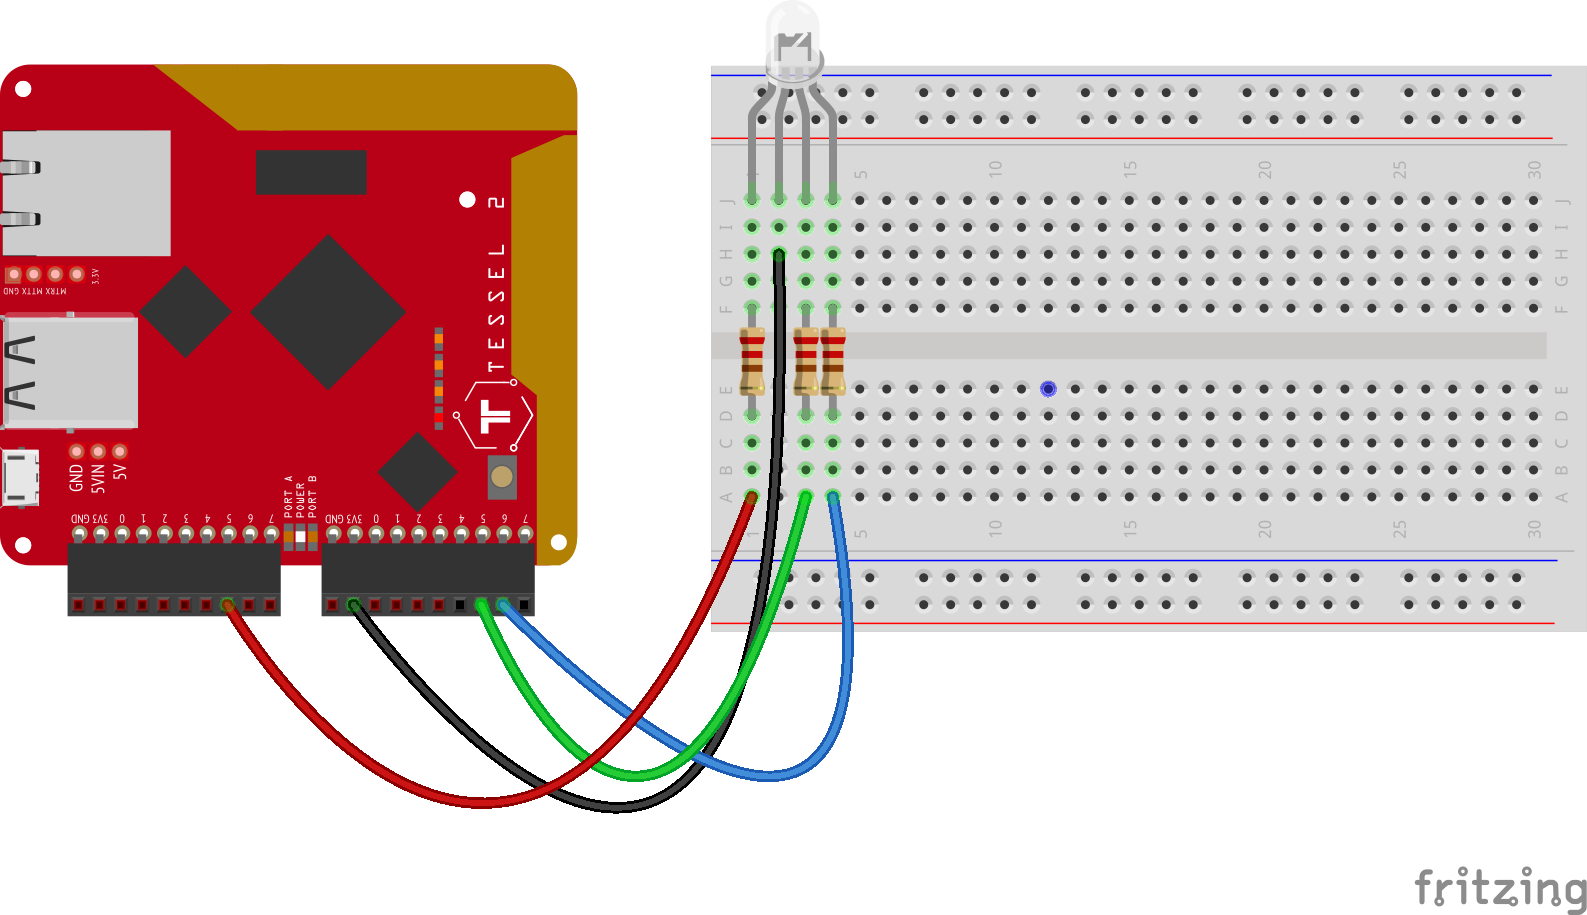 TESSEL 2
3.3V
GND MTTX MTRX
GND
5VIN
5V
PORT A
POWER
PORT B
GND 3V3 0 1 2 3 4 5 6 7
GND 3V3 0 1 2 3 4 5 6 7
1 5 10 15 20 25 30
J J
I I
H H
G G
F F
E E
D D
C C
B B
A A
1 5 10 15 20 25 30
fritzing